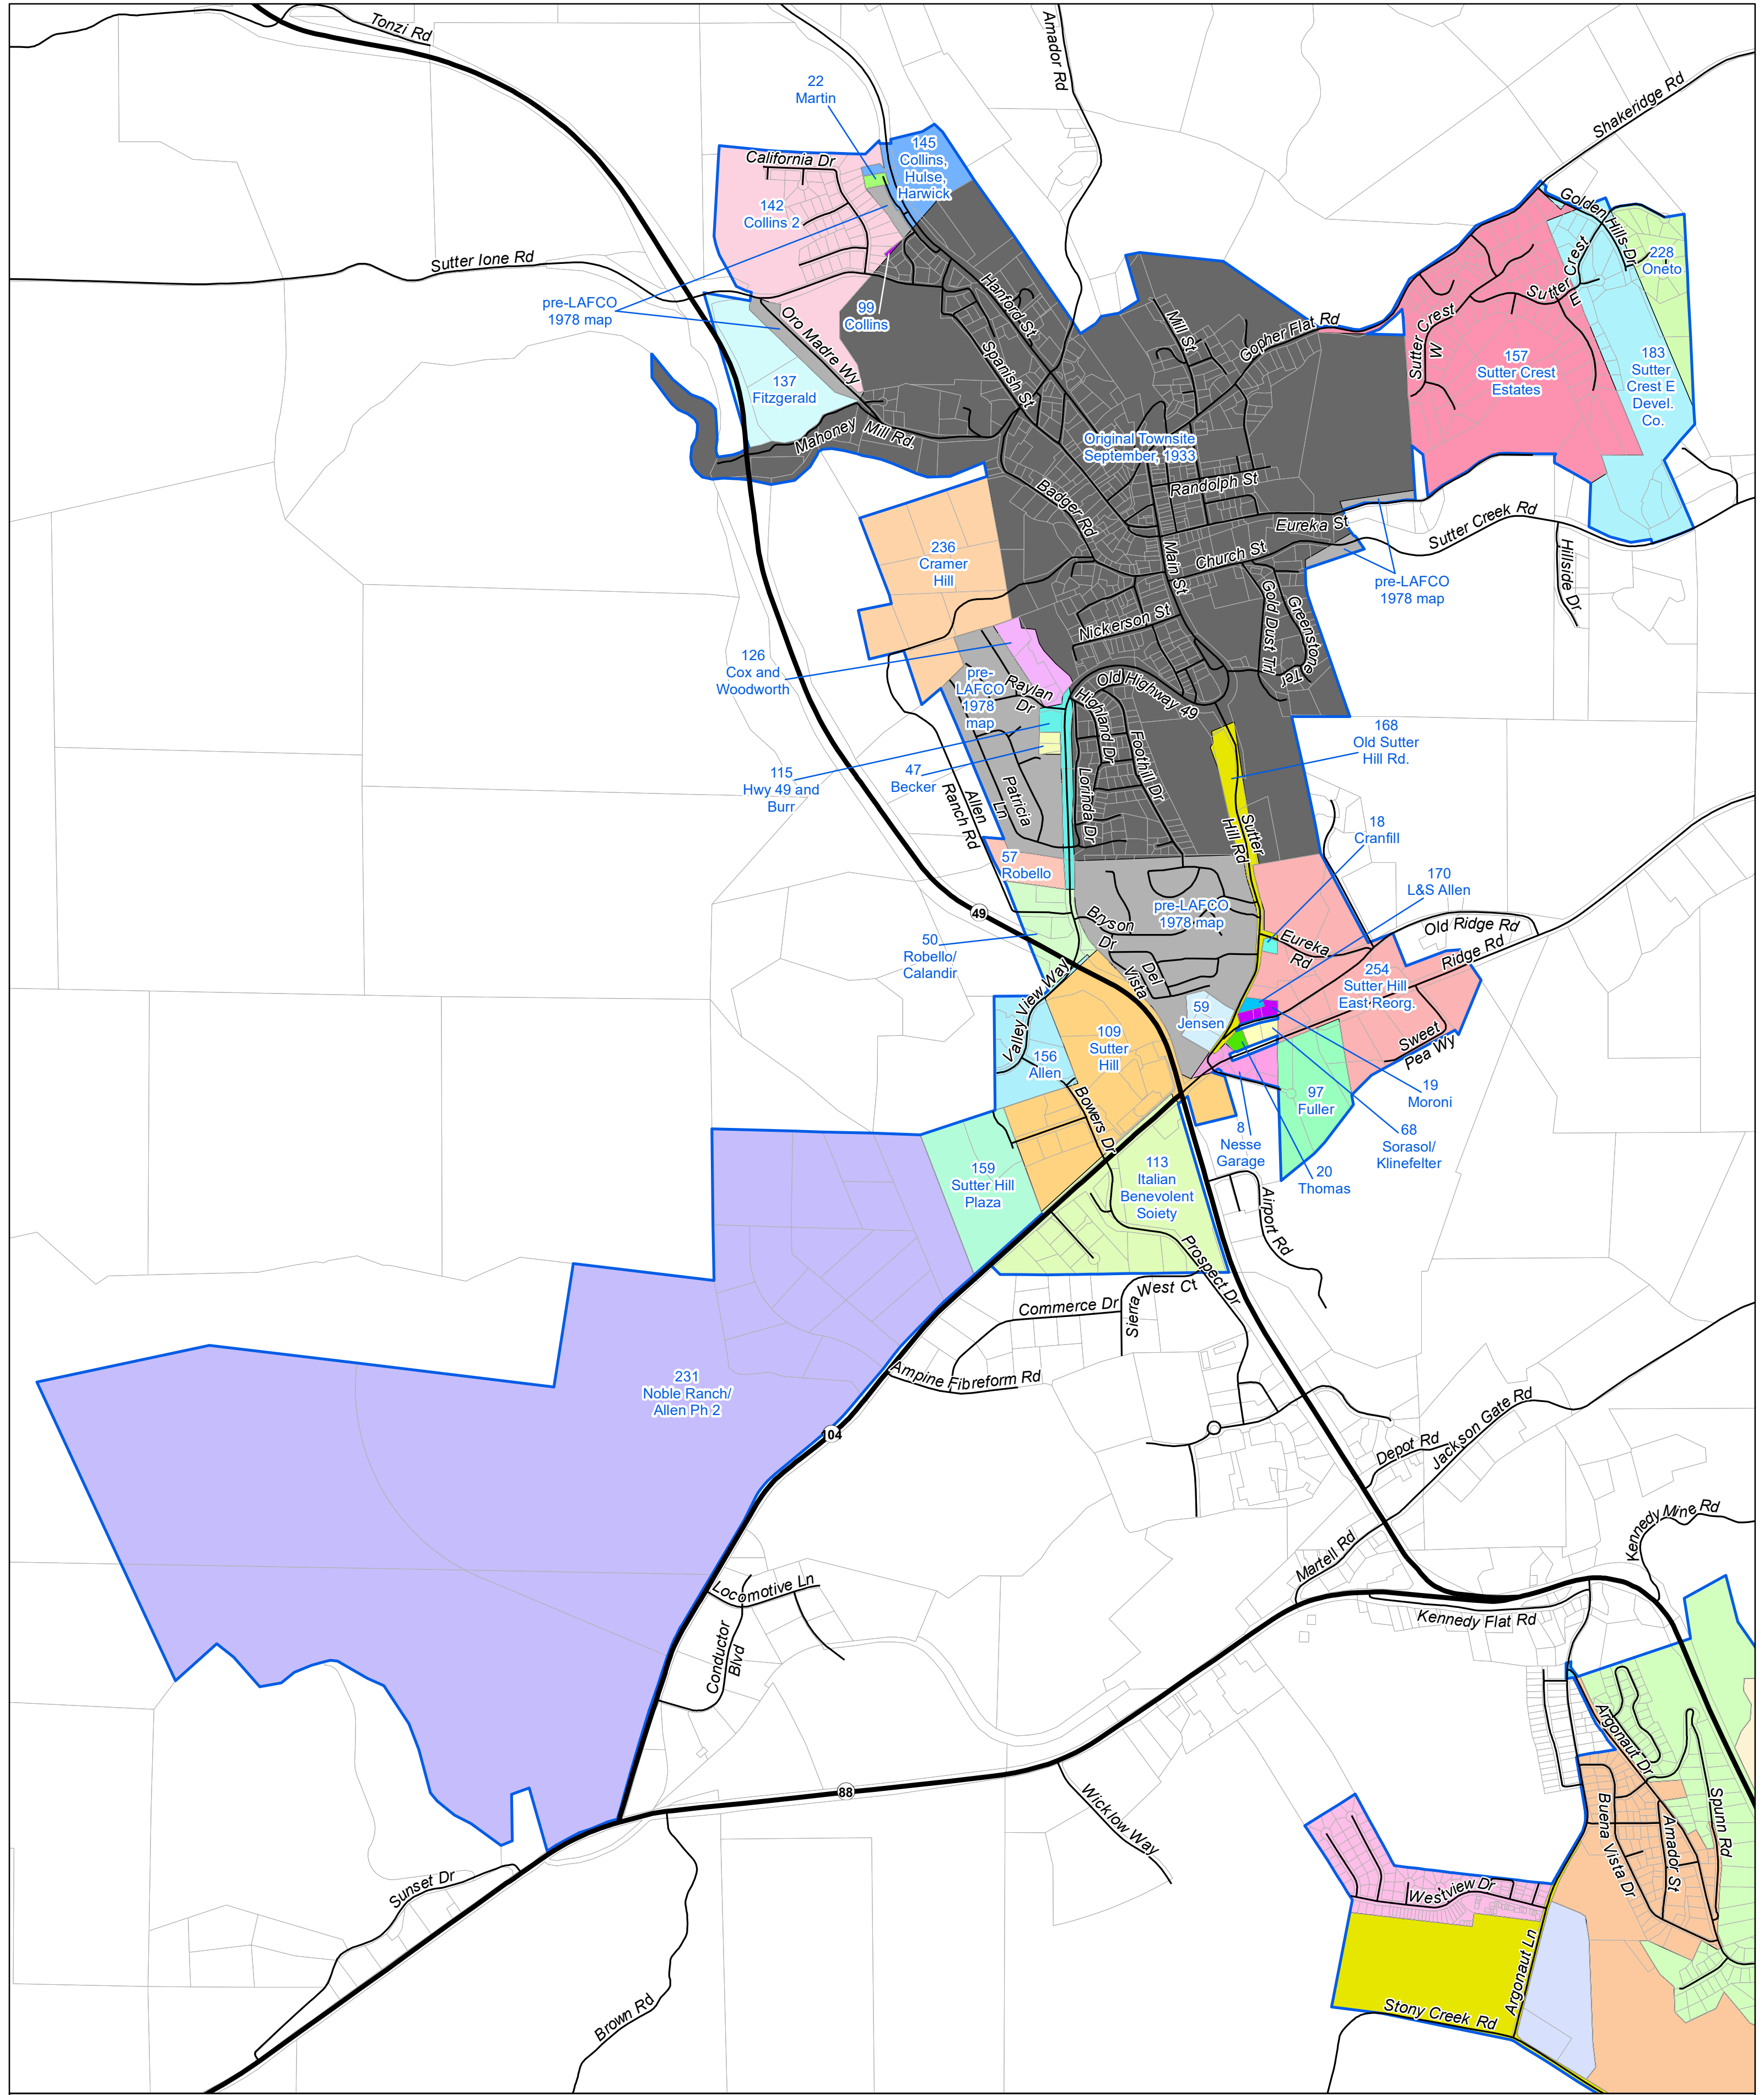 Tonzi Rd
Amador Rd
Shakeridge Rd
22
Martin
145
Collins,
Hulse,
Harwick
California Dr
142
Collins 2
Golden Hills Dr
228
Oneto
Sutter Ione Rd
pre-LAFCO
1978 map
99
Collins
Oro Madre Wy
Hanford St
Spanish St
Mill St
Gopher Flat Rd
Sutter Crest
E
Sutter Crest
W
157
Sutter Crest
Estates
183
Sutter
Crest E
Devel.
Co.
137
Fitzgerald
Mahoney Mill Rd.
Original Townsite
September, 1933
Badger Rd
Randolph St
Eureka St
Sutter Creek Rd
Hillside Dr
pre-LAFCO
1978 map
236
Cramer
Hill
Main St
Church St
Gold Dust Trl
Greenstone
Ter
Nickerson St
126
Cox and
Woodworth
pre-
LAFCO
1978
map
Raylan
Dr
Old Highway 49
Highland Dr
Foothill Dr
Lorinda Dr
Patricia
Ln
Allen
Ranch Rd
115
Hwy 49 and
Burr
47
Becker
168
Old Sutter
Hill Rd.
Sutter
Hill Rd
18
Cranfill
170
L&S Allen
57
Robello
49
50
Robello/
Calandir
pre-LAFCO
1978 map
Bryson
Dr
Del
Vista
Eureka
Rd
Old Ridge Rd
Ridge Rd
254
Sutter Hill
East Reorg.
Sweet
Pea Wy
59
Jensen
Valley View Way
156
Allen
109
Sutter
Hill
Bowers Dr
97
Fuller
19
Moroni
68
Sorasol/
Klinefelter
20
Thomas
8
Nesse
Garage
159
Sutter Hill
Plaza
113
Italian
Benevolent
Soiety
Airport Rd
Prospect Dr
West Ct
Sierra
Commerce Dr
Ampine Fibreform Rd
231
Noble Ranch/
Allen Ph 2
104
Depot Rd
Jackson Gate Rd
Martell Rd
Kennedy Mine Rd
Kennedy Flat Rd
Locomotive Ln
Conductor
Blvd
88
Wicklow Way
Sunset Dr
Brown Rd
Argonaut Dr
Buena Vista Dr
Amador St
Spunn Rd
Westview Dr
Argonaut Ln
Stony Creek Rd